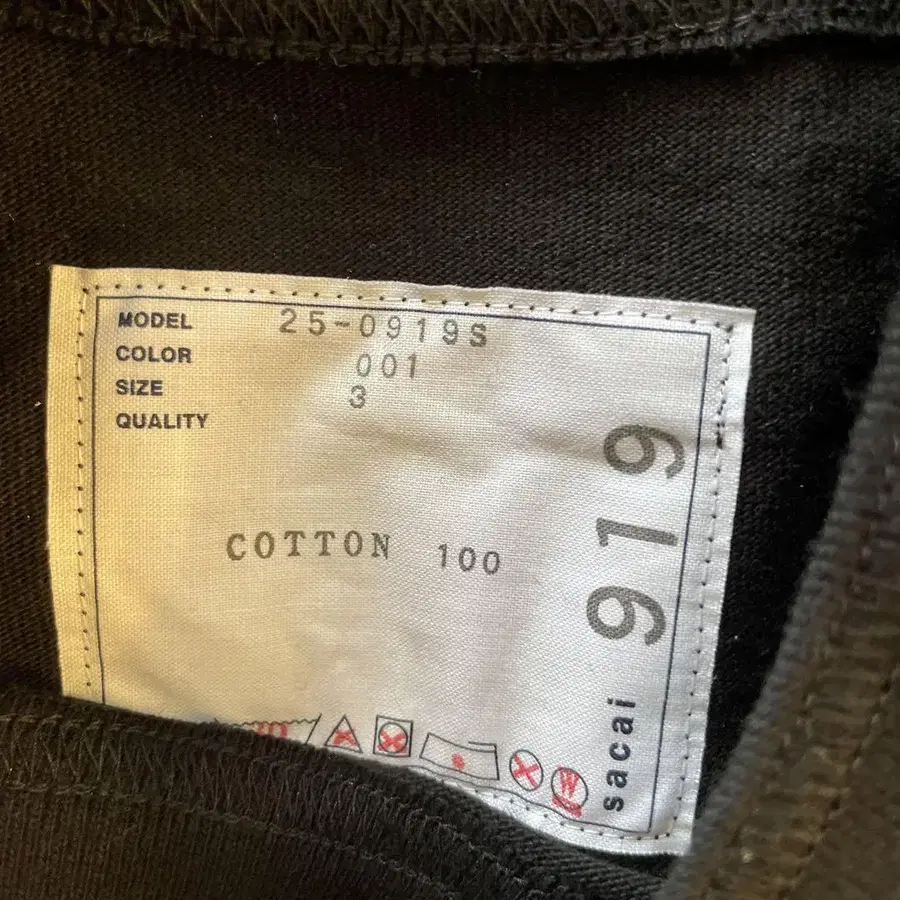 MODEL 25-0919S
COLOR 001
SIZE 3
QUALITY
COTTON 100
sacai 919
W